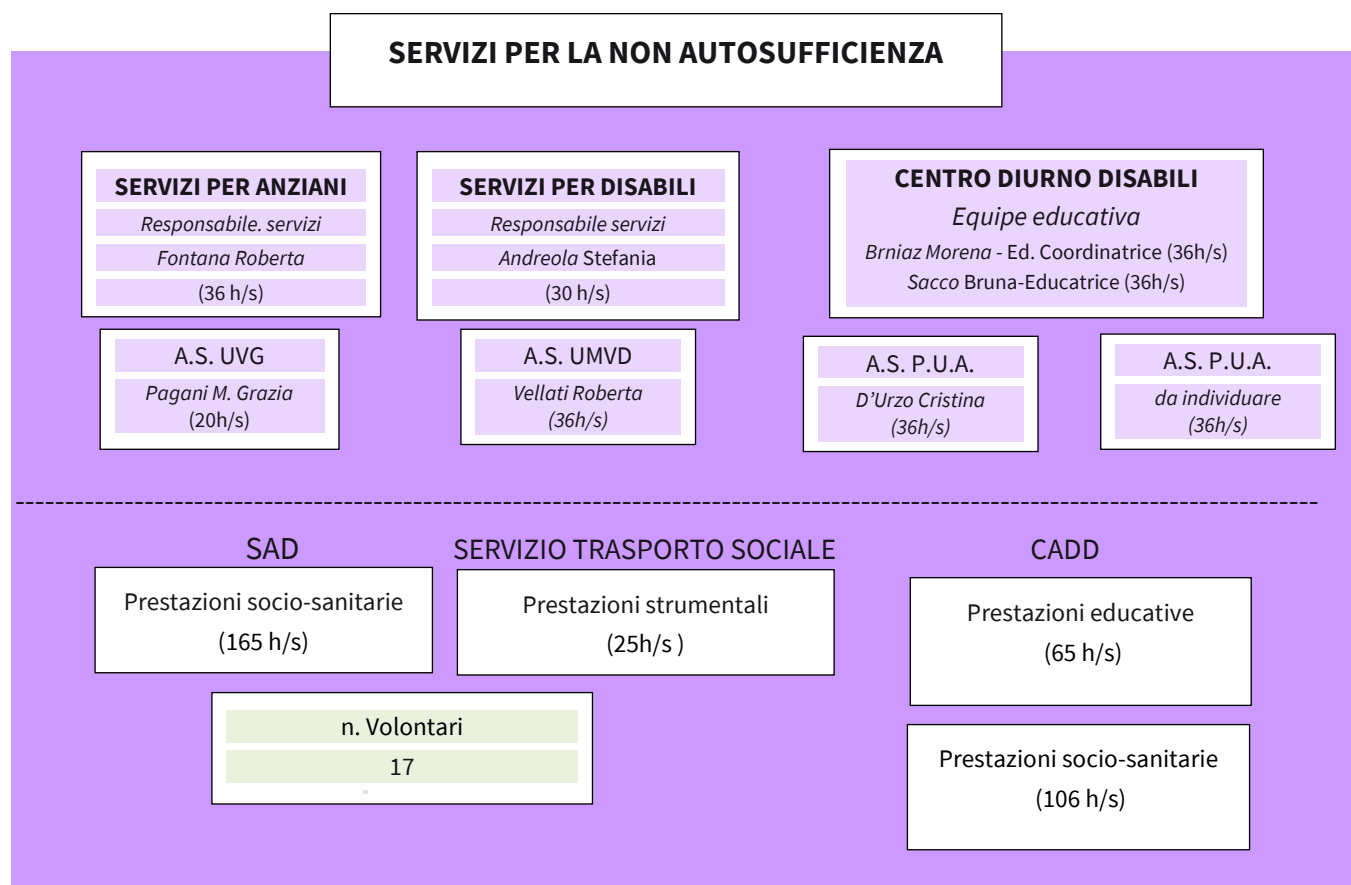 SERVIZI PER LA NON AUTOSUFFICIENZA
SERVIZI PER ANZIANI
Responsabile. servizi
Fontana Roberta
(36 h/s)
SERVIZI PER DISABILI
Responsabile servizi
Andreola Stefania
(30 h/s)
CENTRO DIURNO DISABILI
Equipe educativa
Brniaz Morena - Ed. Coordinatrice (36h/s)
Sacco Bruna-Educatrice (36h/s)
A.S. UVG
Pagani M. Grazia
(20h/s)
A.S. UMVD
Vellati Roberta
(36h/s)
A.S. P.U.A.
D’Urzo Cristina
(36h/s)
A.S. P.U.A.
da individuare
(36h/s)
SAD
Prestazioni socio-sanitarie
(165 h/s)
SERVIZIO TRASPORTO SOCIALE
Prestazioni strumentali
(25h/s )
n. Volontari
17
CADD
Prestazioni educative
(65 h/s)
Prestazioni socio-sanitarie
(106 h/s)